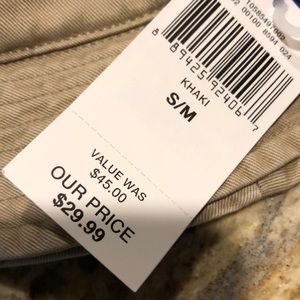 8 89425 92406 7
KHAKI
S/M
VALUE WAS
$45.00
OUR PRICE
$29.99